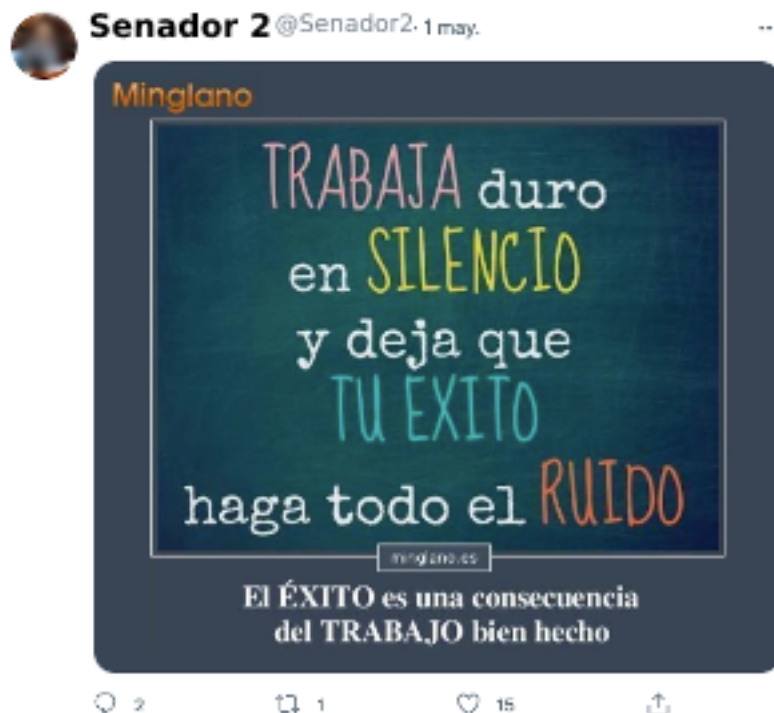 Senador 2 @Senador2· 1 may.
Minglano
TRABAJA duro
en SILENCIO
y deja que
TU EXITO
haga todo el RUIDO
minglano.es
El ÉXITO es una consecuencia
del TRABAJO bien hecho
2 1 15